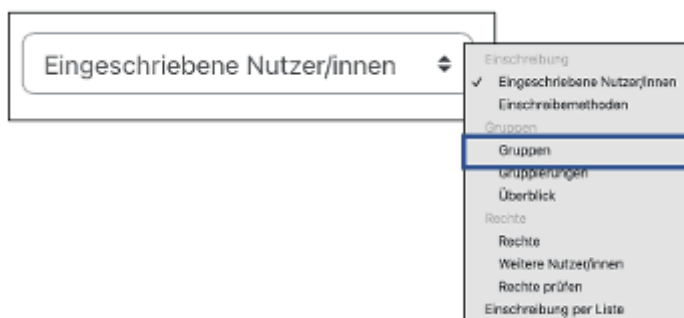 Eingeschriebene Nutzer/innen
Einschreibung
✓ Eingeschriebene Nutzer/innen
Einschreibemethoden
Gruppen
Gruppen
Gruppierungen
Überblick
Rechte
Rechte
Weitere Nutzer/innen
Rechte prüfen
Einschreibung per Liste